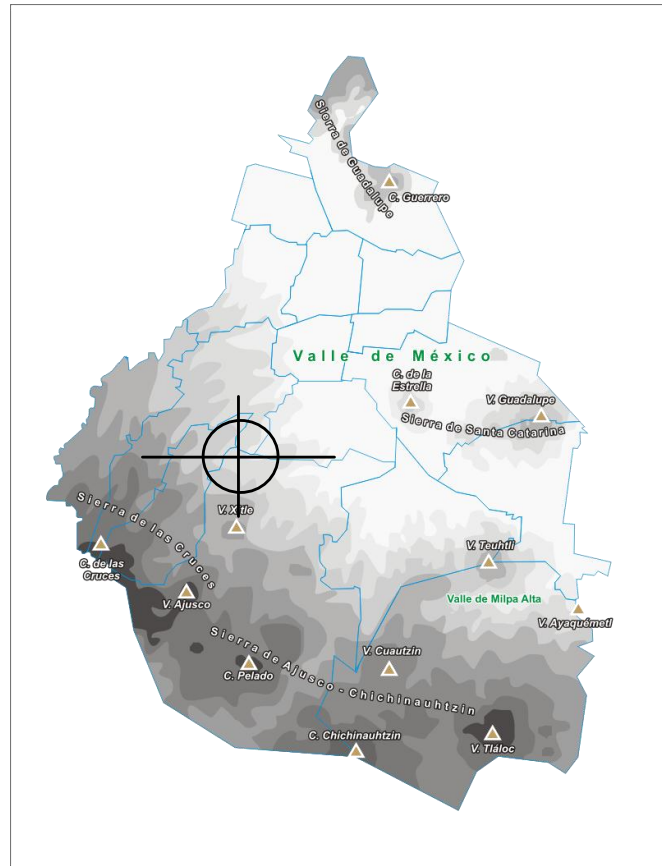 Sierra de Guadalupe
C. Guerrero
Valle de México
C. de la
Estrella
V. Guadalupe
Sierra de Santa Catarina
V. Xitle
Sierra de las Cruces
C. de las
Cruces
V. Teuhtli
V. Ajusco
Valle de Milpa Alta
V. Ayaquémetl
Sierra de Ajusco - Chichinauhtzin
V. Cuautzin
C. Pelado
C. Chichinauhtzin
V. Tláloc